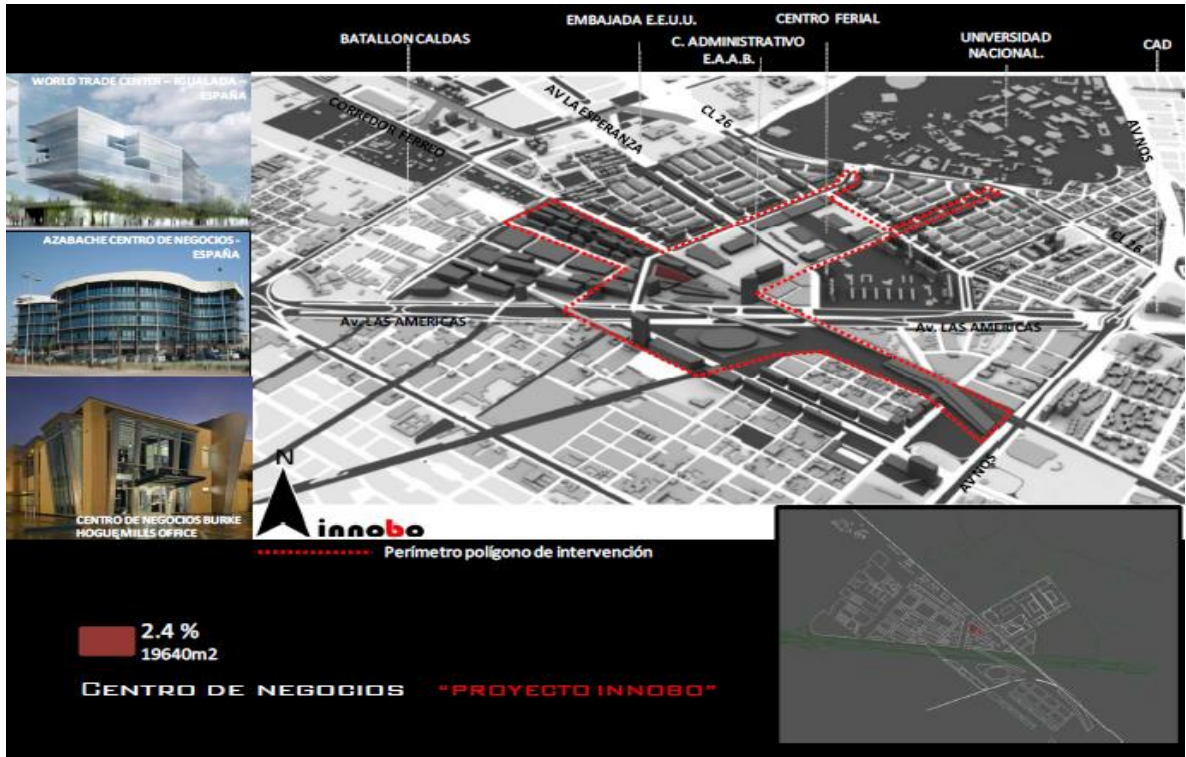 EMBAJADA E.E.U.U.
CENTRO FERIAL
BATALLON CALDAS
C. ADMINISTRATIVO
E.A.A.B.
UNIVERSIDAD
NACIONAL.
CAD
WORLD TRADE CENTER – IGUALADA –
ESPAÑA
CORREDOR FERREO
AV LA ESPERANZA
CL 26
AV NQS
CL 26
AZABACHE CENTRO DE NEGOCIOS -
ESPAÑA
Av. LAS AMERICAS
Av. LAS AMERICAS
AV NQS
CENTRO DE NEGOCIOS BURKE
HOGUE MILES OFFICE
N
innobo
Perímetro polígono de intervención
2.4 %
19640m2
CENTRO DE NEGOCIOS "PROYECTO INNOBO"